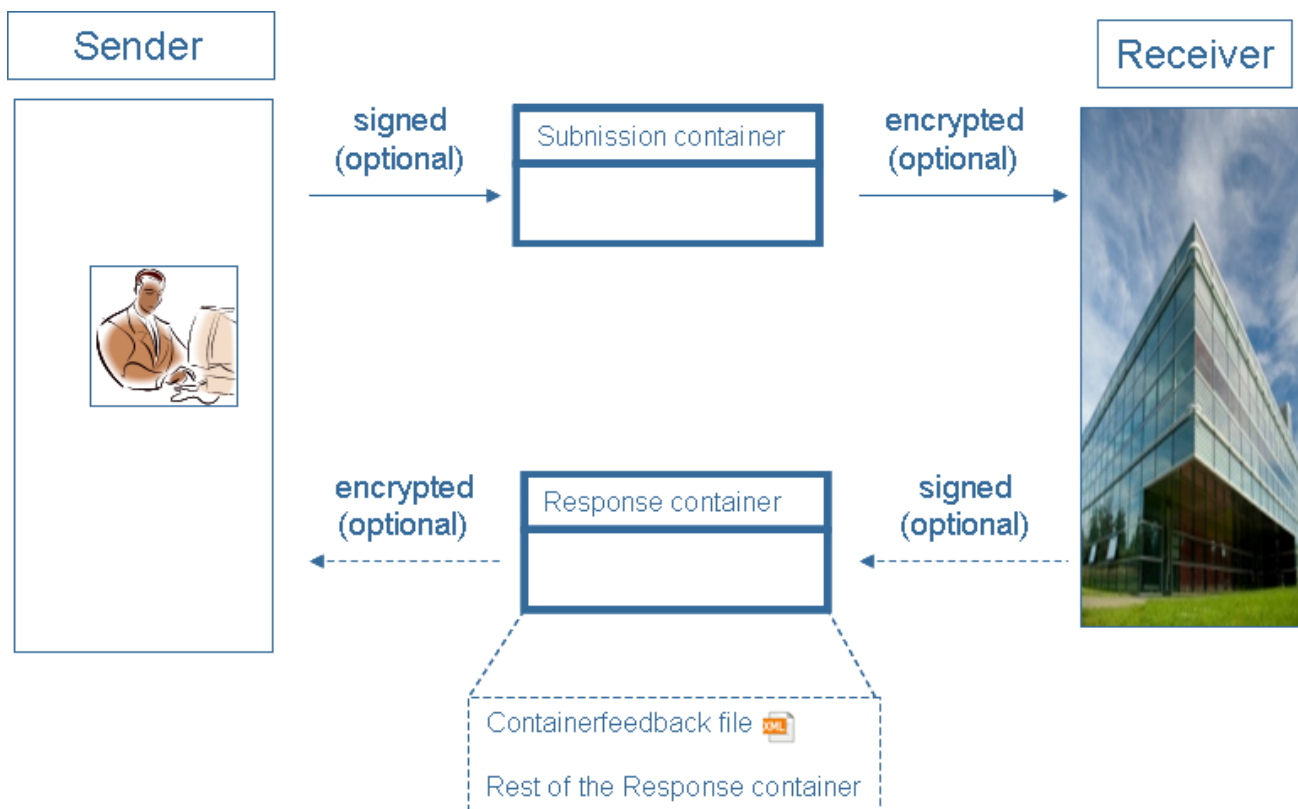 Sender
Receiver
signed
(optional)
Subnission container
encrypted
(optional)
encrypted
(optional)
Response container
signed
(optional)
Containerfeedback file
XML
Rest of the Response container